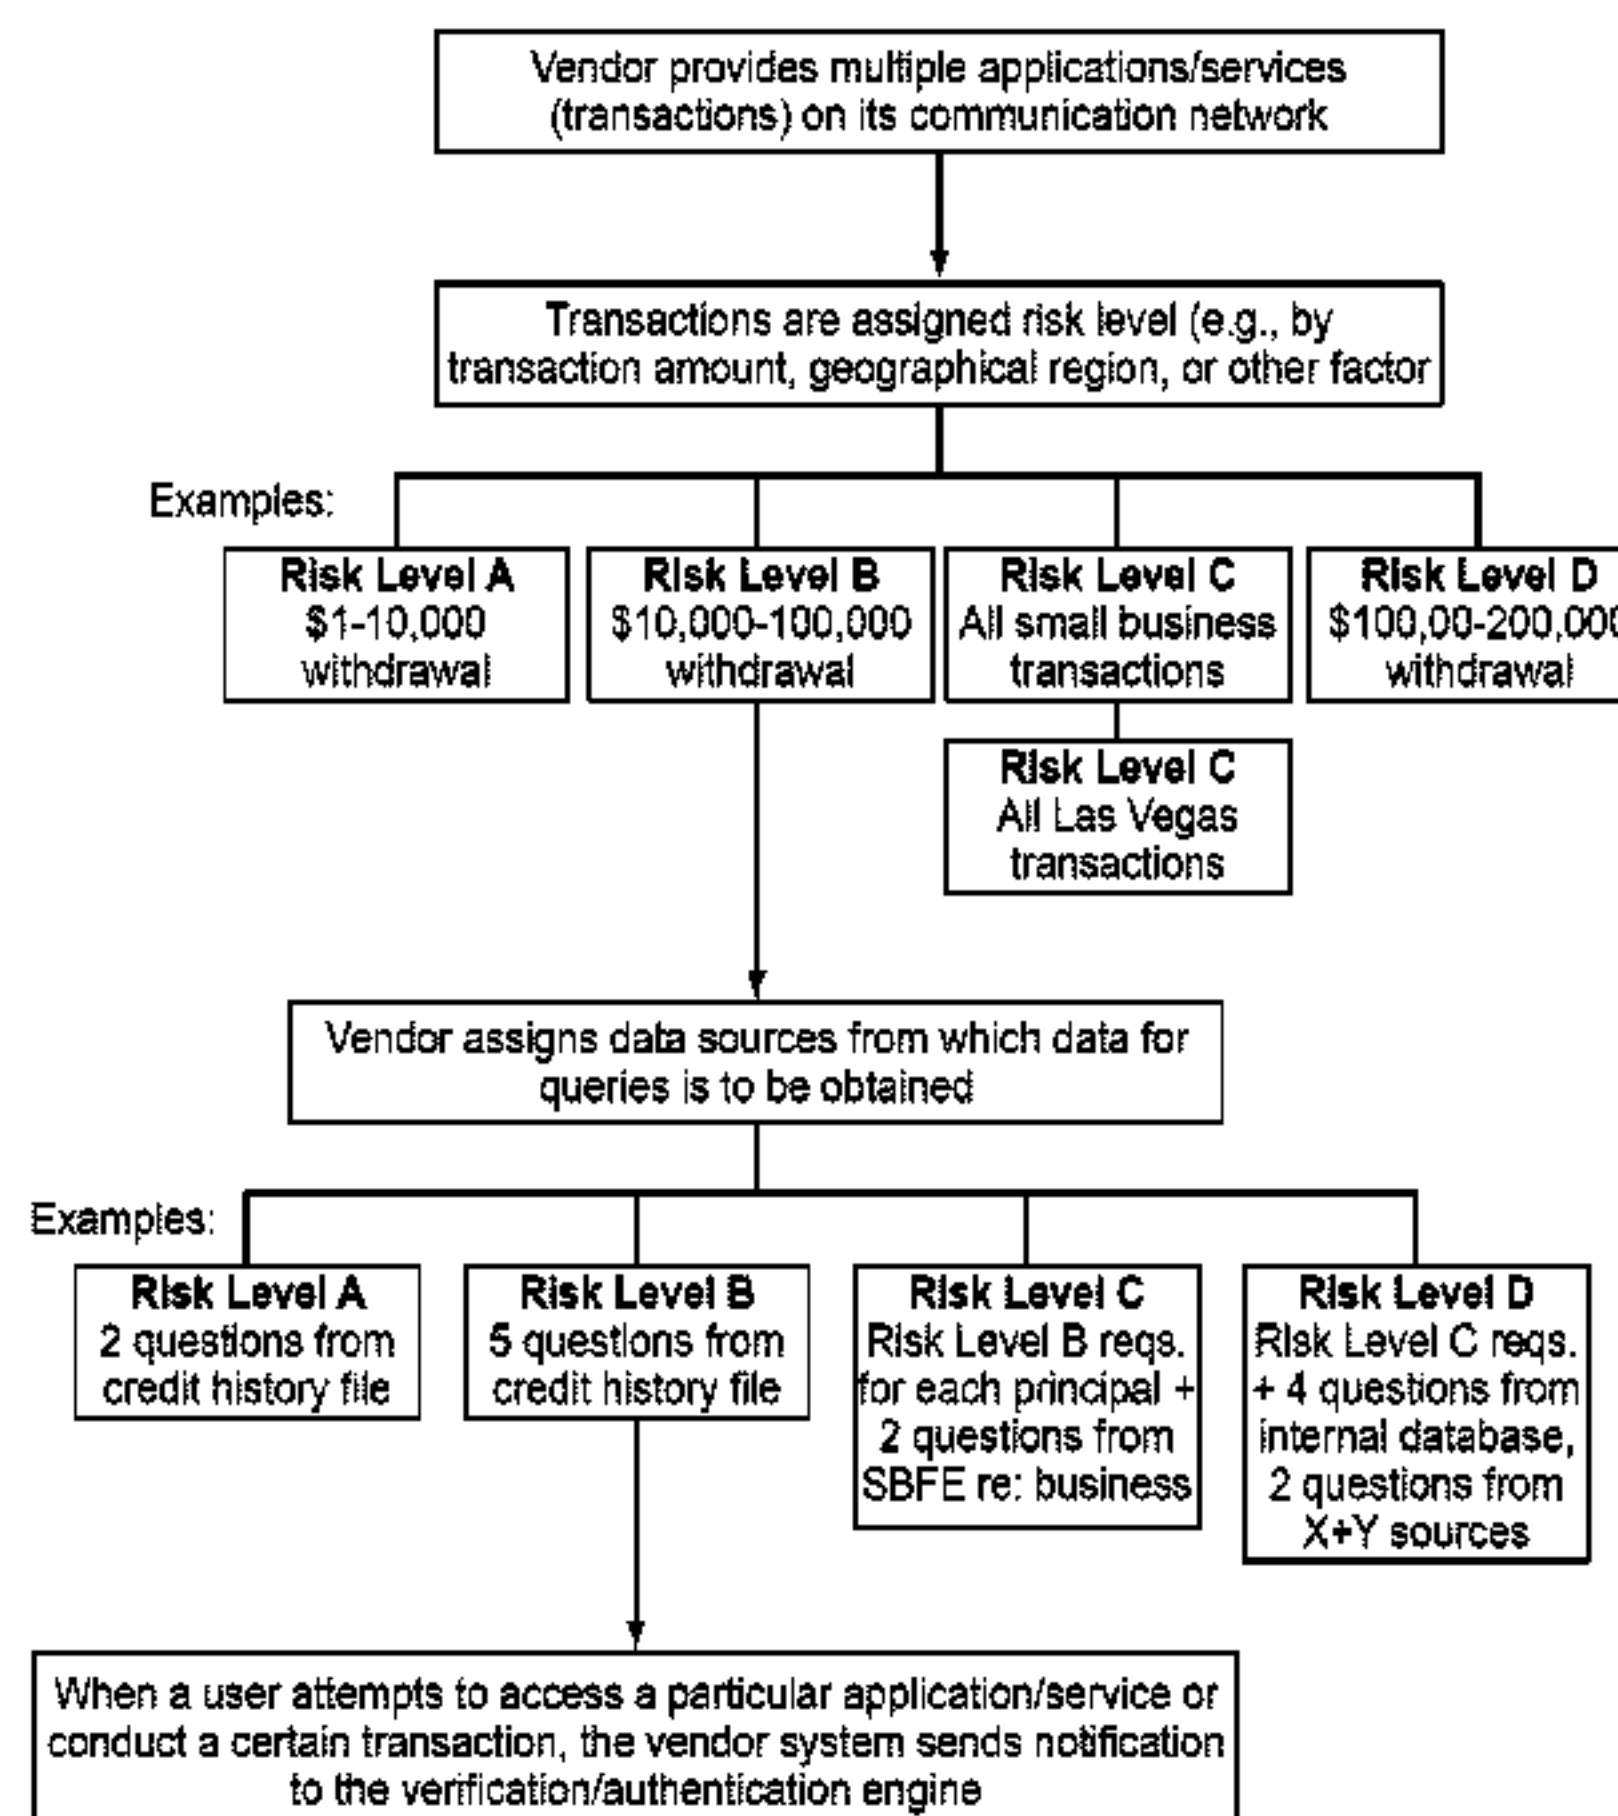 Vendor provides multiple applications/services
(transactions) on its communication network
Transactions are assigned risk level (e.g., by
transaction amount, geographical region, or other factor
Examples:
Risk Level A
$1-10,000
withdrawal
Risk Level B
$10,000-100,000
withdrawal
Risk Level C
All small business
transactions
Risk Level D
$100,00-200,000
withdrawal
Risk Level C
All Las Vegas
transactions
Vendor assigns data sources from which data for
queries is to be obtained
Examples:
Risk Level A
2 questions from
credit history file
Risk Level B
5 questions from
credit history file
Risk Level C
Risk Level B reqs.
for each principal +
2 questions from
SBFE re: business
Risk Level D
Risk Level C reqs.
+ 4 questions from
internal database,
2 questions from
X+Y sources
When a user attempts to access a particular application/service or
conduct a certain transaction, the vendor system sends notification
to the verification/authentication engine